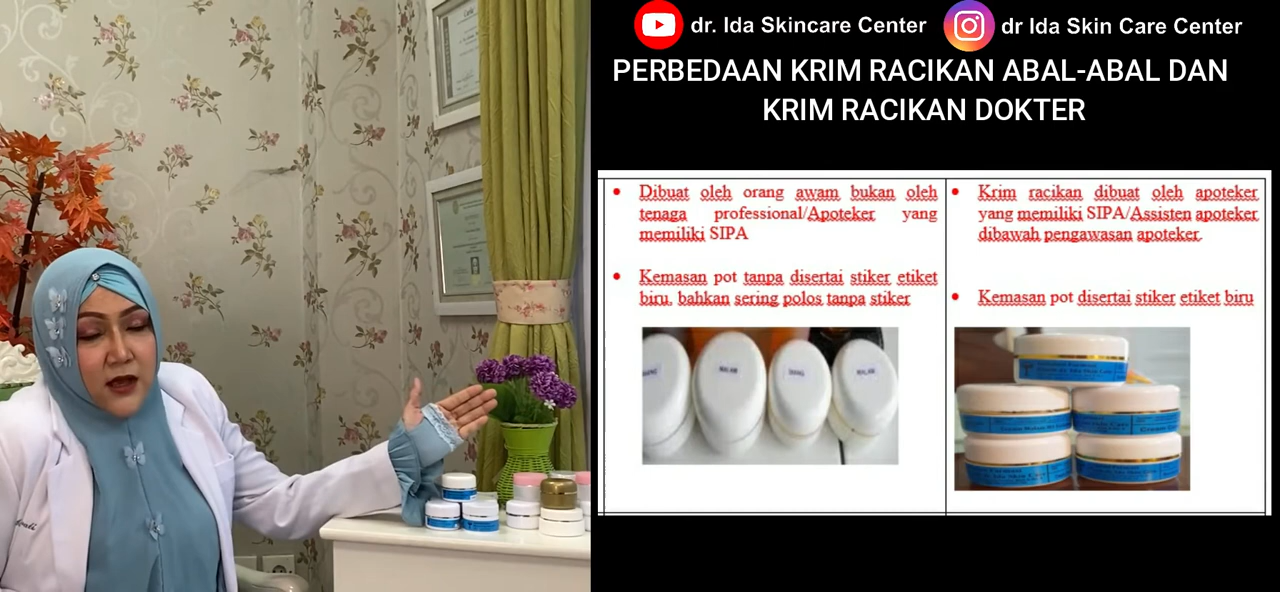 dr. Ida Skincare Center
dr Ida Skin Care Center
PERBEDAAN KRIM RACIKAN ABAL-ABAL DAN
KRIM RACIKAN DOKTER
Dibuat oleh orang awam bukan oleh
tenaga professional/Apoteker yang
memiliki SIPA
Kemasan pot tanpa disertai stiker etiket
biru, bahkan sering polos tanpa stiker
MALAM
SIANG
MALAM
Krim racikan dibuat oleh apoteker
yang memiliki SIPA/Assisten apoteker
dibawah pengawasan apoteker.
Kemasan pot disertai stiker etiket biru